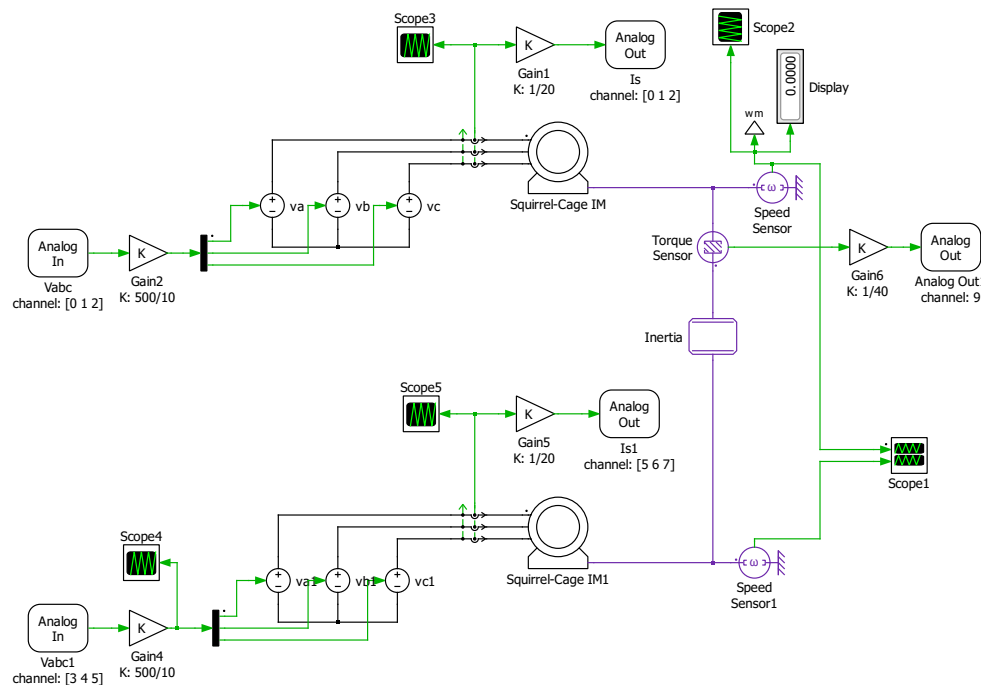 Scope3
K
Gain1
K: 1/20
Analog
Out
Is
channel: [0 1 2]
Scope2
0.0000
Display
wm
va
vb
vc
Squirrel-Cage IM
ω
Speed
Sensor
Analog
In
Vabc
channel: [0 1 2]
K
Gain2
K: 500/10
Torque
Sensor
K
Gain6
K: 1/40
Analog
Out
Analog Out
channel: 9
Inertia
Scope5
K
Gain5
K: 1/20
Analog
Out
Is1
channel: [5 6 7]
Scope1
Scope4
va1
vb1
vc1
Squirrel-Cage IM1
ω
Speed
Sensor1
Analog
In
Vabc1
channel: [3 4 5]
K
Gain4
K: 500/10